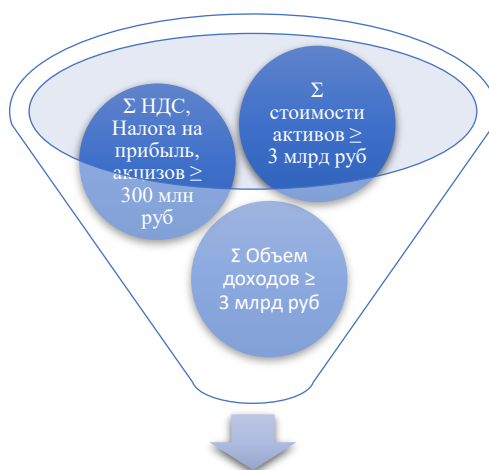 Σ НДС,
Налога на
прибыль,
акцизов ≥
300 млн
руб
Σ
стоимости
активов ≥
3 млрд руб
Σ Объем
доходов ≥
3 млрд руб